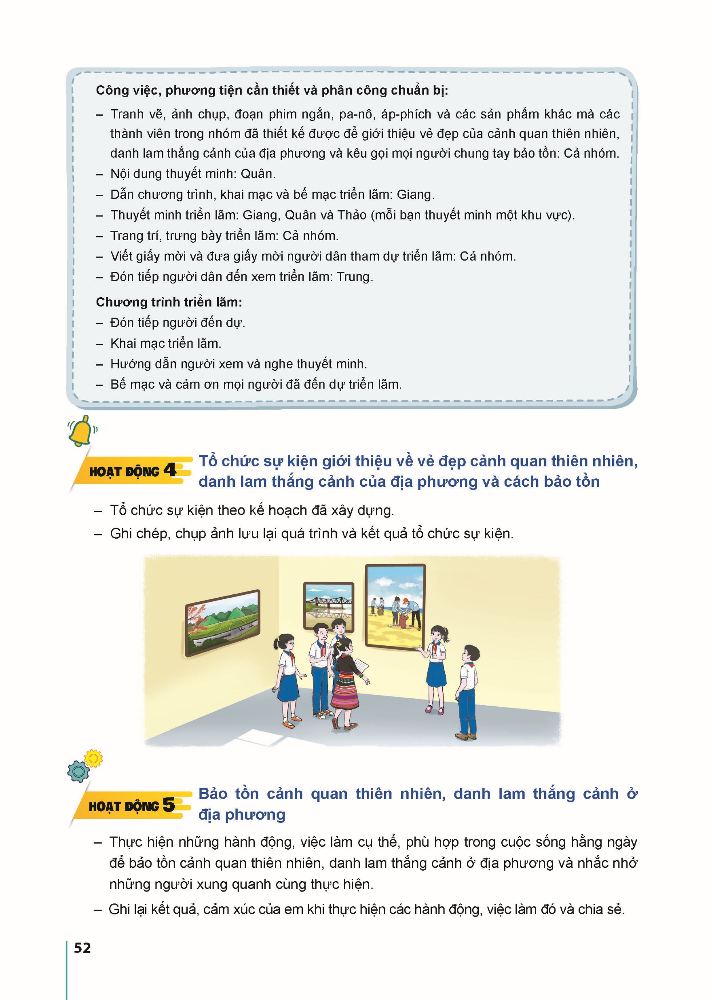 Công việc, phương tiện cần thiết và phân công chuẩn bị:
– Tranh vẽ, ảnh chụp, đoạn phim ngắn, pa-nô, áp-phích và các sản phẩm khác mà các
thành viên trong nhóm đã thiết kế được để giới thiệu vẻ đẹp của cảnh quan thiên nhiên,
danh lam thắng cảnh của địa phương và kêu gọi mọi người chung tay bảo tồn: Cả nhóm.
– Nội dung thuyết minh: Quân.
– Dẫn chương trình, khai mạc và bế mạc triển lãm: Giang.
– Thuyết minh triển lãm: Giang, Quân và Thảo (mỗi bạn thuyết minh một khu vực).
– Trang trí, trưng bày triển lãm: Cả nhóm.
– Viết giấy mời và đưa giấy mời người dân tham dự triển lãm: Cả nhóm.
– Đón tiếp người dân đến xem triển lãm: Trung.
Chương trình triển lãm:
– Đón tiếp người đến dự.
– Khai mạc triển lãm.
– Hướng dẫn người xem và nghe thuyết minh.
– Bế mạc và cảm ơn mọi người đã đến dự triển lãm.
HOẠT ĐỘNG 4
Tổ chức sự kiện giới thiệu về vẻ đẹp cảnh quan thiên nhiên,
danh lam thắng cảnh của địa phương và cách bảo tồn
– Tổ chức sự kiện theo kế hoạch đã xây dựng.
– Ghi chép, chụp ảnh lưu lại quá trình và kết quả tổ chức sự kiện.
HOẠT ĐỘNG 5
Bảo tồn cảnh quan thiên nhiên, danh lam thắng cảnh ở
địa phương
– Thực hiện những hành động, việc làm cụ thể, phù hợp trong cuộc sống hằng ngày
để bảo tồn cảnh quan thiên nhiên, danh lam thắng cảnh ở địa phương và nhắc nhở
những người xung quanh cùng thực hiện.
– Ghi lại kết quả, cảm xúc của em khi thực hiện các hành động, việc làm đó và chia sẻ.
52